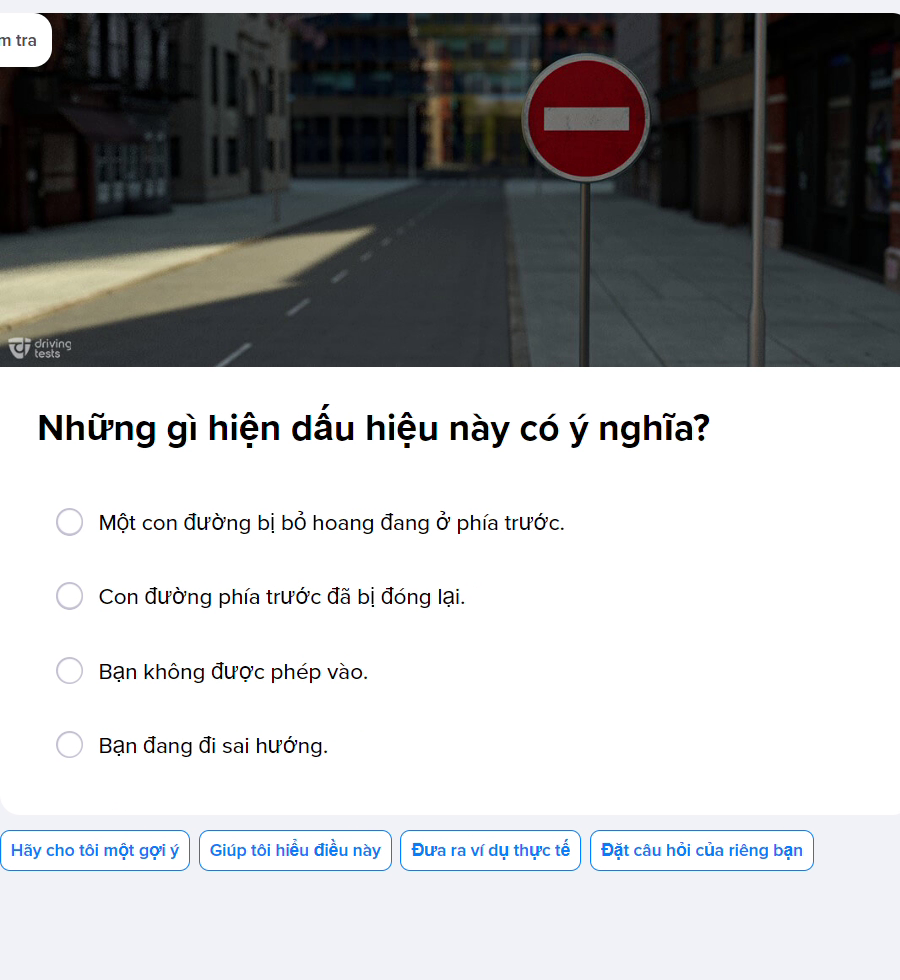 m tra
driving
tests
Những gì hiện dấu hiệu này có ý nghĩa?
Một con đường bị bỏ hoang đang ở phía trước.
Con đường phía trước đã bị đóng lại.
Bạn không được phép vào.
Bạn đang đi sai hướng.
Hãy cho tôi một gợi ý
Giúp tôi hiểu điều này
Đưa ra ví dụ thực tế
Đặt câu hỏi của riêng bạn